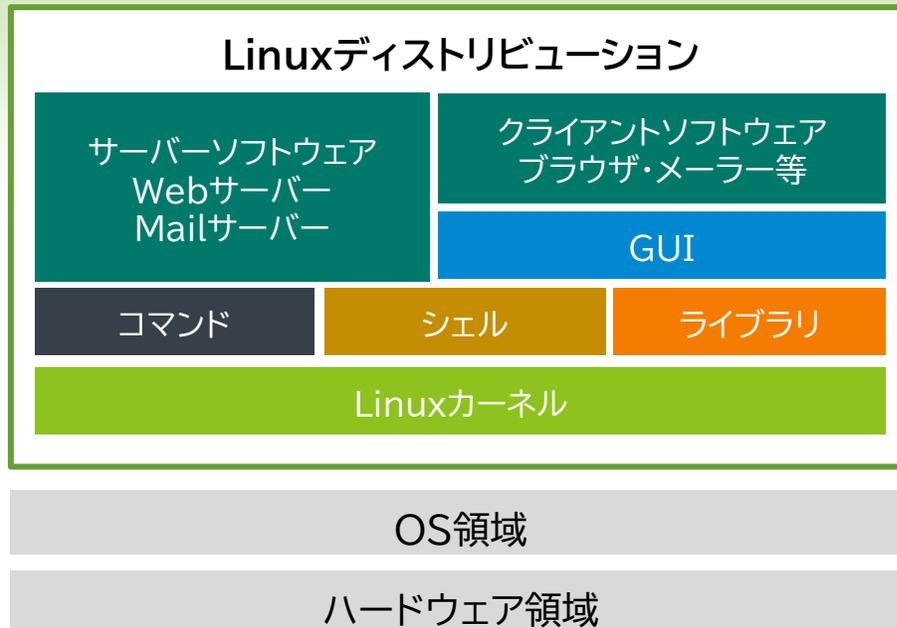 Linuxディストリビューション
サーバーソフトウェア
Webサーバー
Mailサーバー
クライアントソフトウェア
ブラウザ・メーラー等
GUI
コマンド
シェル
ライブラリ
Linuxカーネル
OS領域
ハードウェア領域